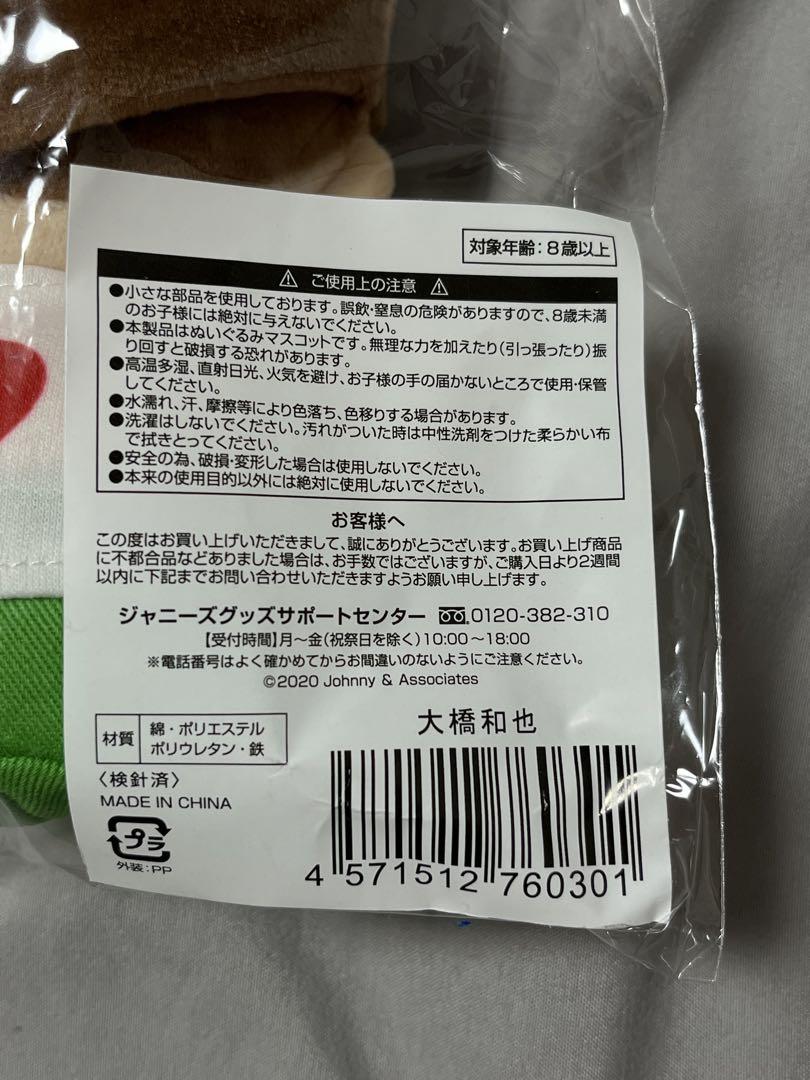 対象年齢：8歳以上
⚠ ご使用上の注意 ⚠
●小さな部品を使用しております。誤飲・窒息の危険がありますので、8歳未満
のお子様には絶対に与えないでください。
●本製品はぬいぐるみマスコットです。無理な力を加えたり(引っ張ったり)振
り回すと破損する恐れがあります。
●高温多湿、直射日光、火気を避け、お子様の手の届かないところで使用・保管
してください。
●水濡れ、汗、摩擦等により色落ち、色移りする場合があります。
●洗濯はしないでください。汚れがついた時は中性洗剤をつけた柔らかい布
で拭きとってください。
●安全の為、破損・変形した場合は使用しないでください。
●本来の使用目的以外には絶対に使用しないでください。
お客様へ
この度はお買い上げいただきまして、誠にありがとうございます。お買い上げ商品
に不都合品などありました場合は、お手数ではございますが、ご購入日より2週間
以内に下記までお問い合わせいただきますようお願い申し上げます。
ジャニーズグッズサポートセンター 0120-382-310
【受付時間】月～金(祝祭日を除く)10:00～18:00
※電話番号はよく確かめてからお間違いのないようにご注意ください。
©2020 Johnny & Associates
大橋和也
材質 綿・ポリエステル
ポリウレタン・鉄
〈検針済〉
MADE IN CHINA
プラ
外装：PP
4 571512 760301